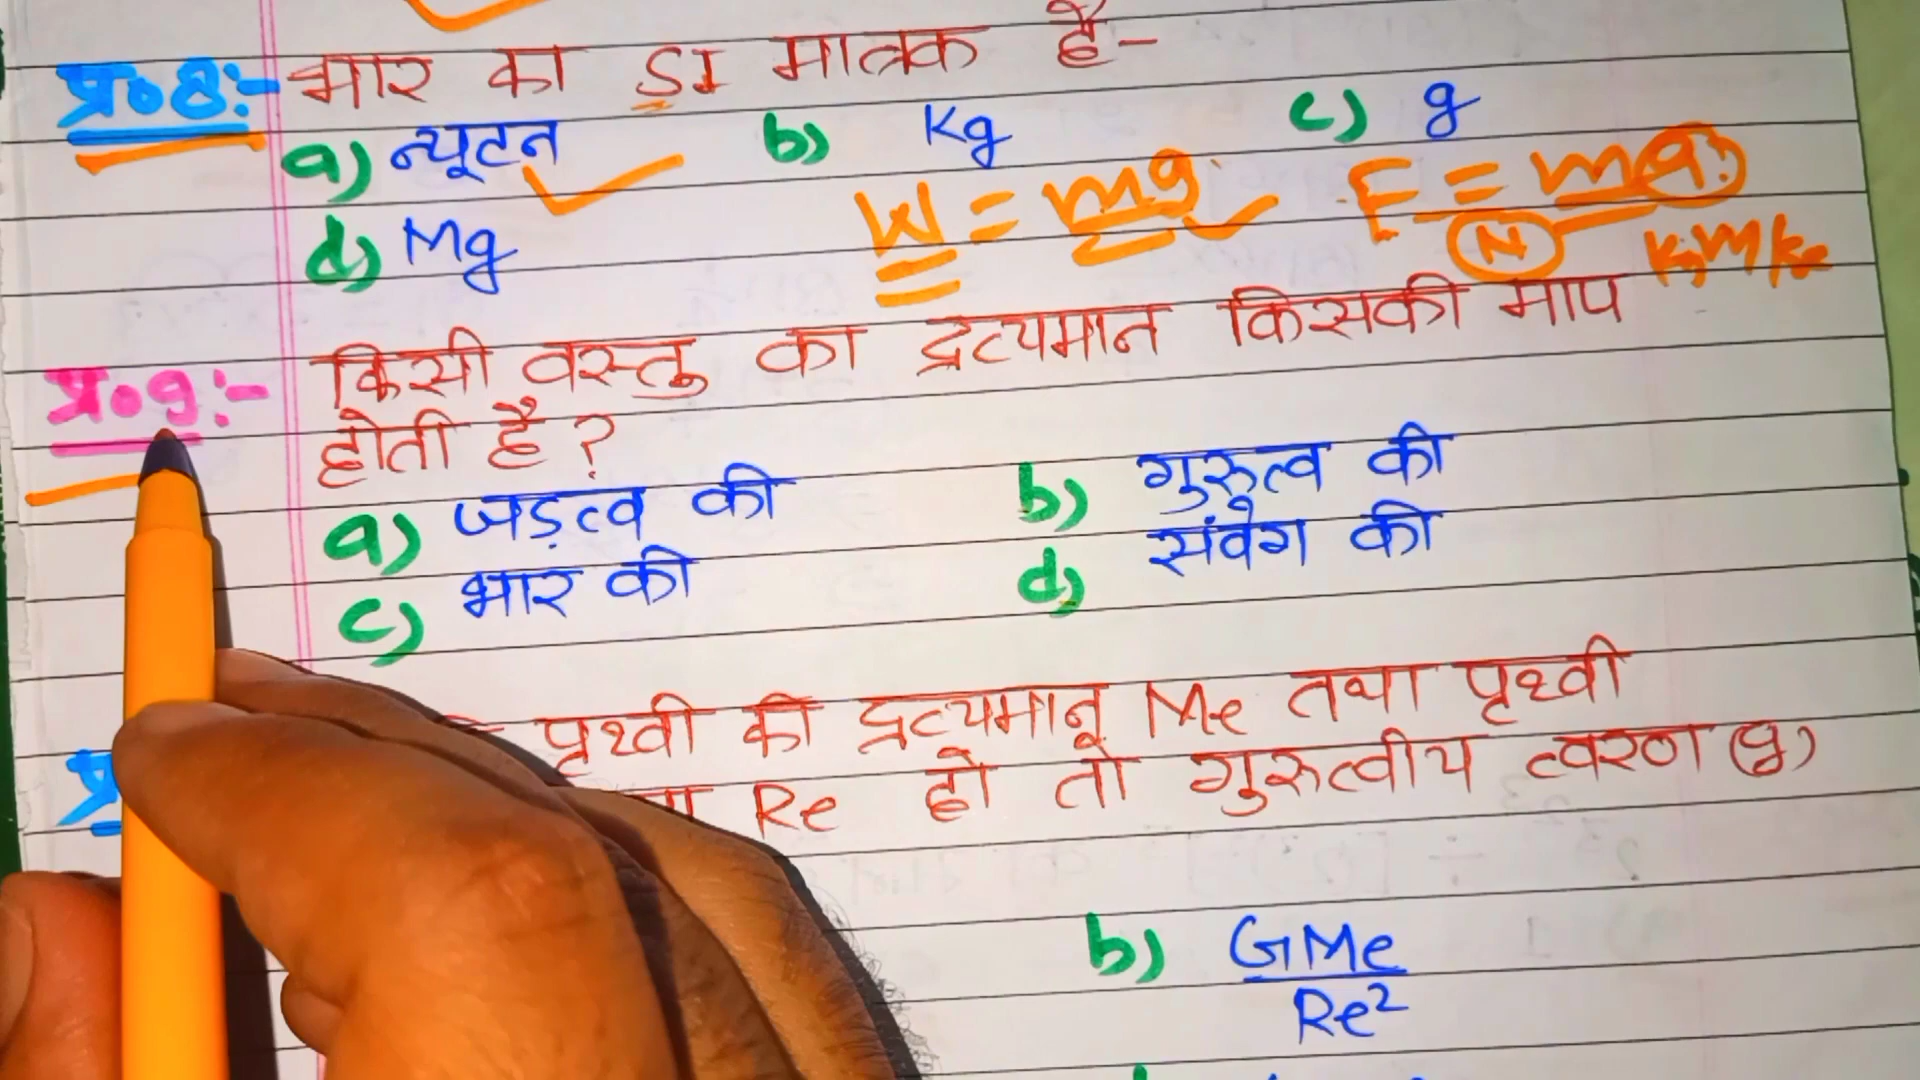 प्र०8:- भार का SI मात्रक है-
a) न्यूटन b) Kg c) g
W = mg F = ma
N
d) Mg
प्र०9:- किसी वस्तु का द्रव्यमान किसकी माप
होती है?
a) जड़त्व की b) गुरुत्व की
c) भार की d) संवेग की
पृथ्वी की द्रव्यमान Me तथा पृथ्वी
Re हो तो गुरुत्वीय त्वरण (g)
b) GMe
Re²